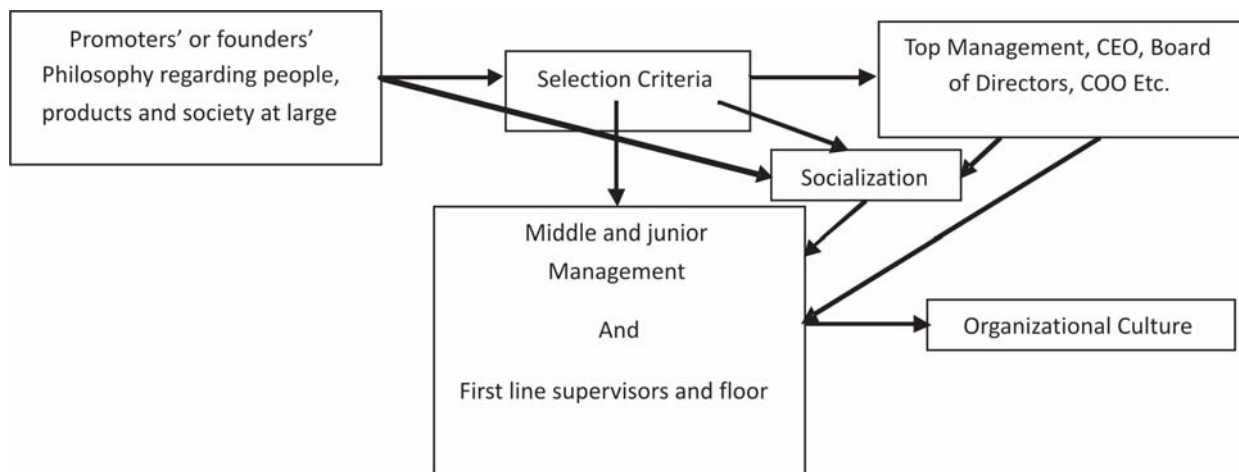 Promoters’ or founders’
Philosophy regarding people,
products and society at large
Selection Criteria
Top Management, CEO, Board
of Directors, COO Etc.
Socialization
Middle and junior
Management
And
First line supervisors and floor
Organizational Culture